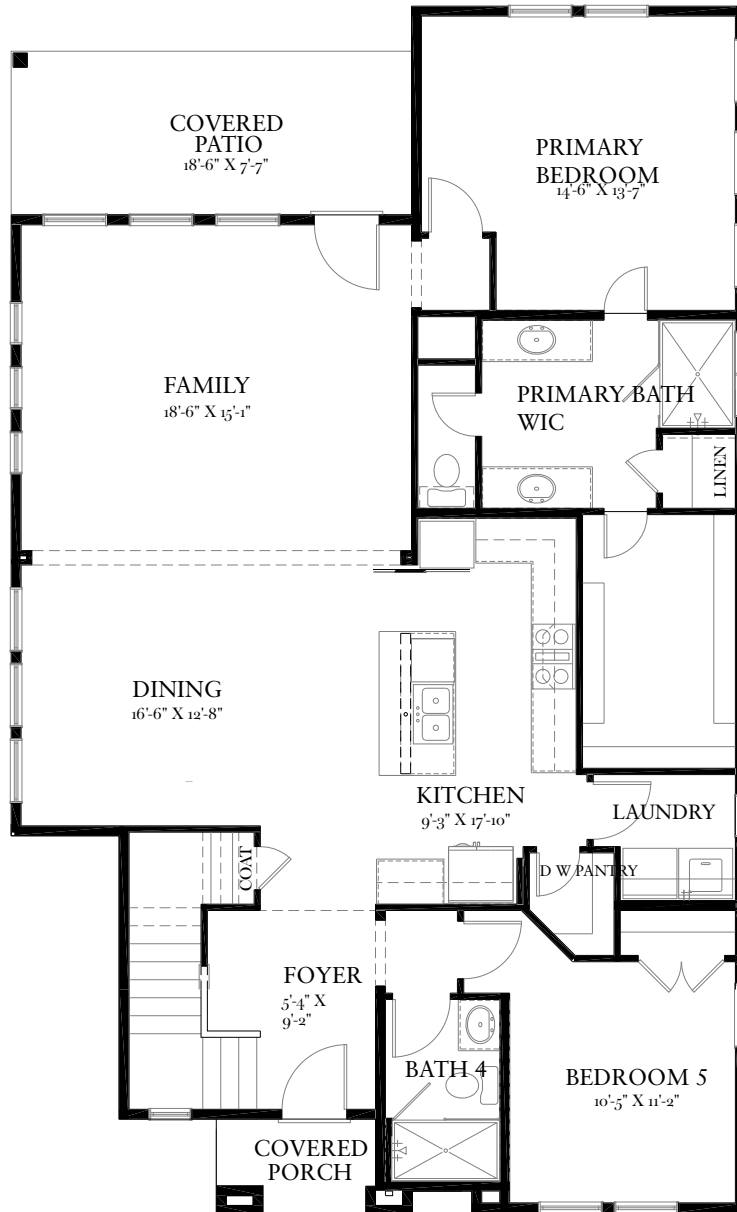 COVERED
PATIO
18'-6" X 7'-7"
PRIMARY
BEDROOM
14'-6" X 13'-7"
FAMILY
18'-6" X 15'-1"
PRIMARY BATH
WIC
LINEN
DINING
16'-6" X 12'-8"
KITCHEN
9'-3" X 17'-10"
LAUNDRY
COAT
D W PANTRY
FOYER
5'-4" X
9'-2"
BATH 4
BEDROOM 5
10'-5" X 11'-2"
COVERED
PORCH